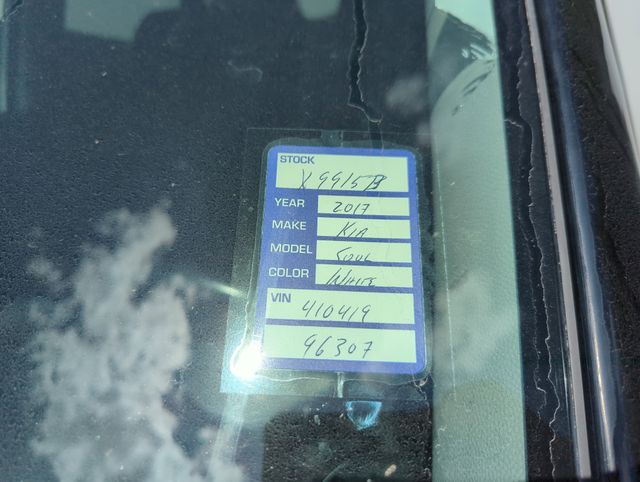 STOCK
X9915B
YEAR 2017
MAKE KIA
MODEL SOUL
COLOR WHITE
VIN
410419
96307